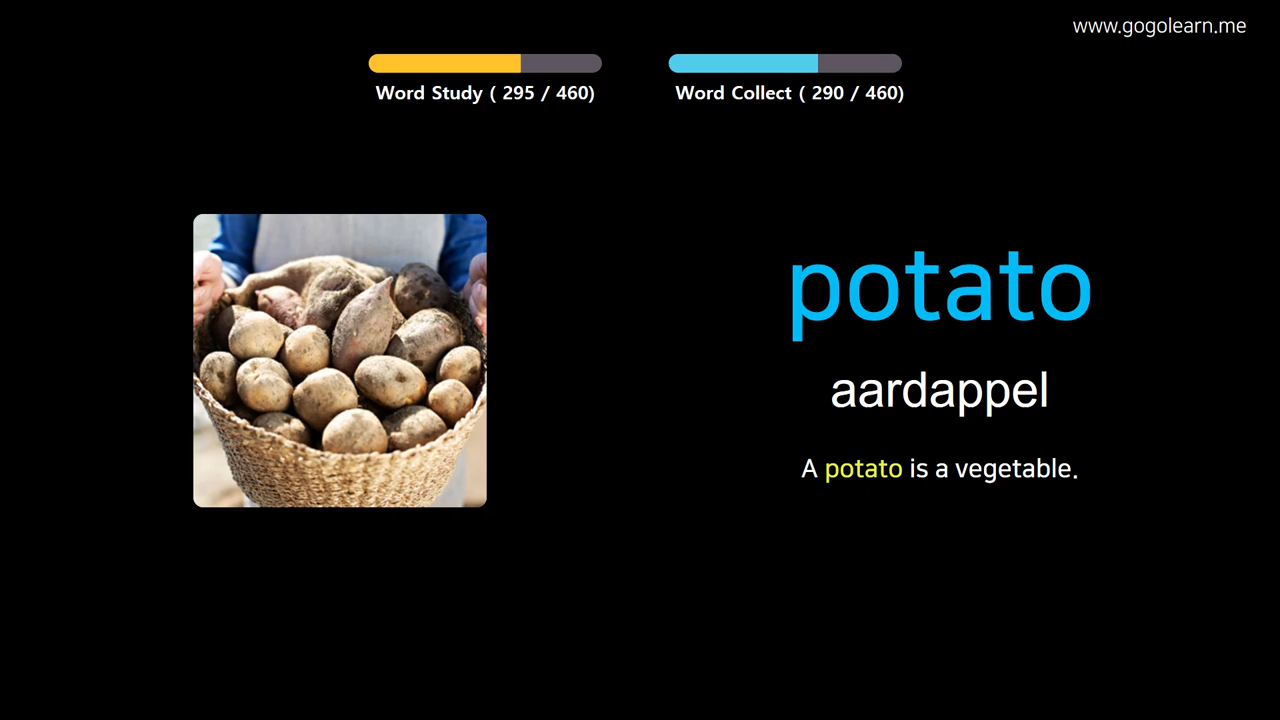 www.gogolearn.me
Word Study ( 295 / 460)
Word Collect ( 290 / 460)
potato
aardappel
A potato is a vegetable.